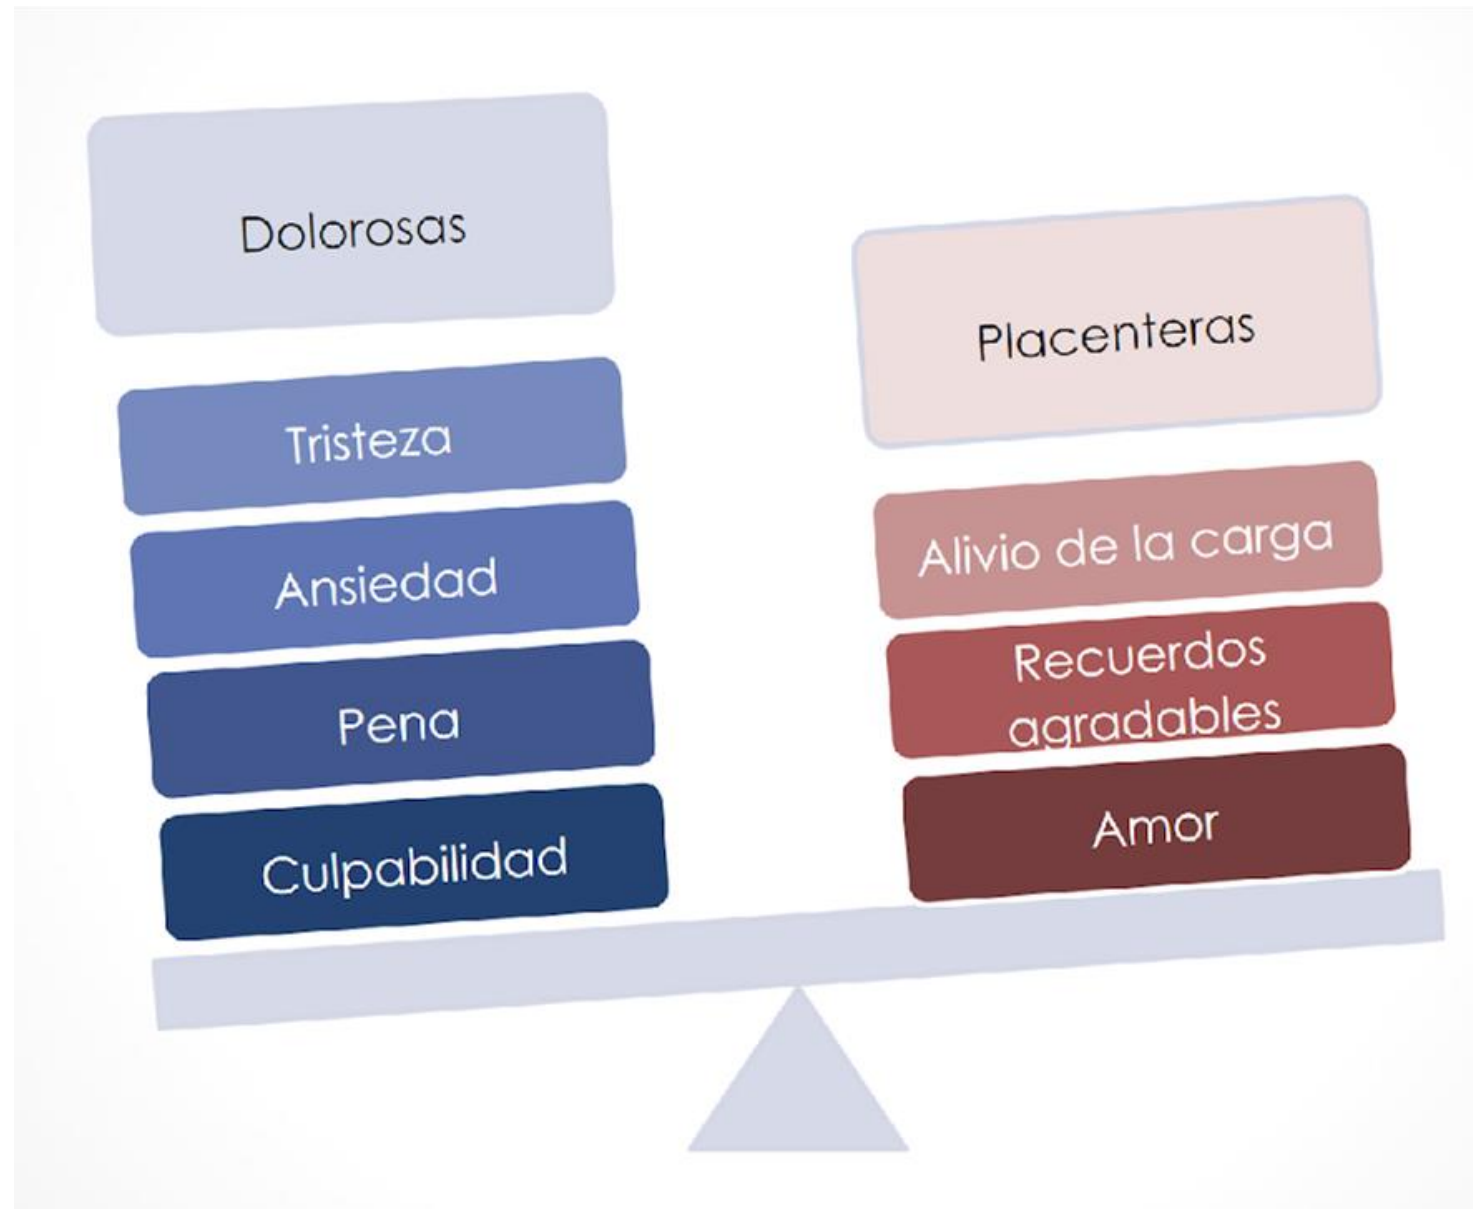 Dolorosas
Tristeza
Ansiedad
Pena
Culpabilidad
Placenteras
Alivio de la carga
Recuerdos
agradables
Amor